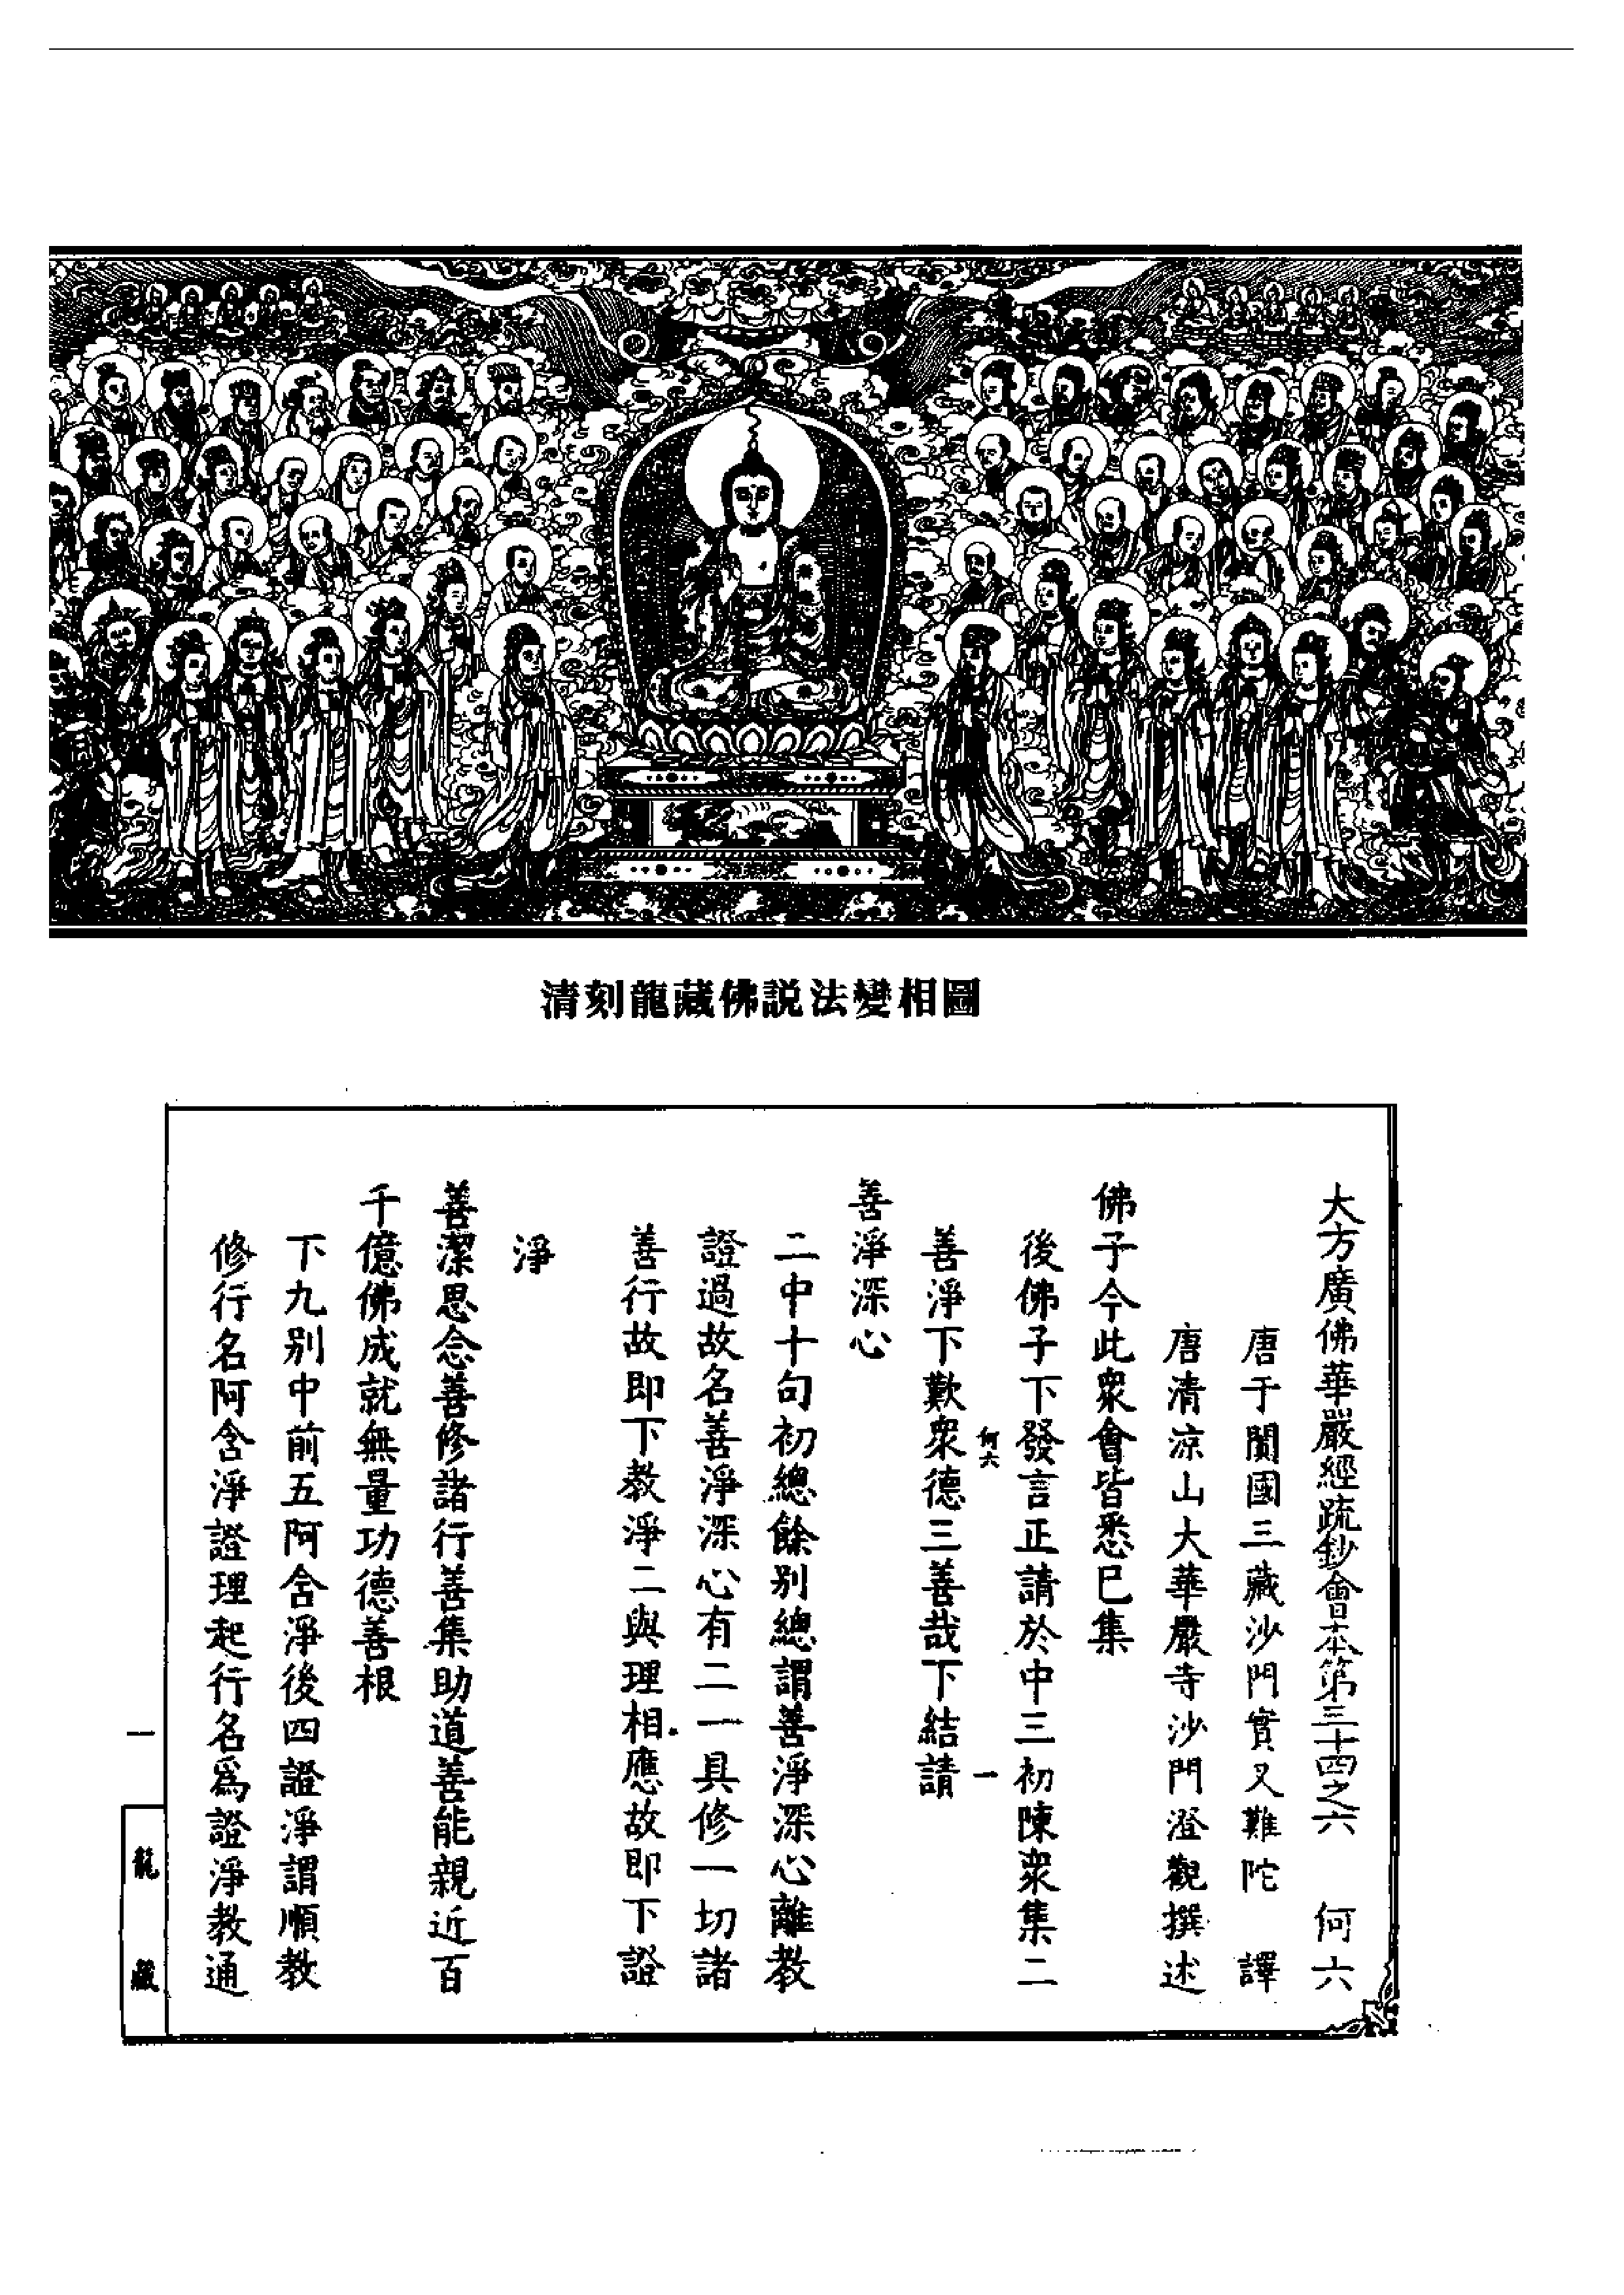 清刻龍藏佛説法變相圖
大方廣佛華嚴經疏鈔會本第三十四之六　何六
唐于闐國三藏沙門實叉難陀　譯
唐清涼山大華嚴寺沙門澄觀撰述
佛子今此衆會皆悉已集
後佛子下發言正請於中三初陳衆集二
何六　一
善淨下歎衆德三善哉下結請
善淨深心
二中十句初總餘别總謂善淨深心離教
證過故名善淨深心有二一具修一切諸
善行故即下教淨二與理相應故即下證
淨
善潔思念善修諸行善集助道善能親近百
千億佛成就無量功德善根
下九别中前五阿含淨後四證淨謂順教
修行名阿含淨證理起行名爲證淨教通
一
龍藏